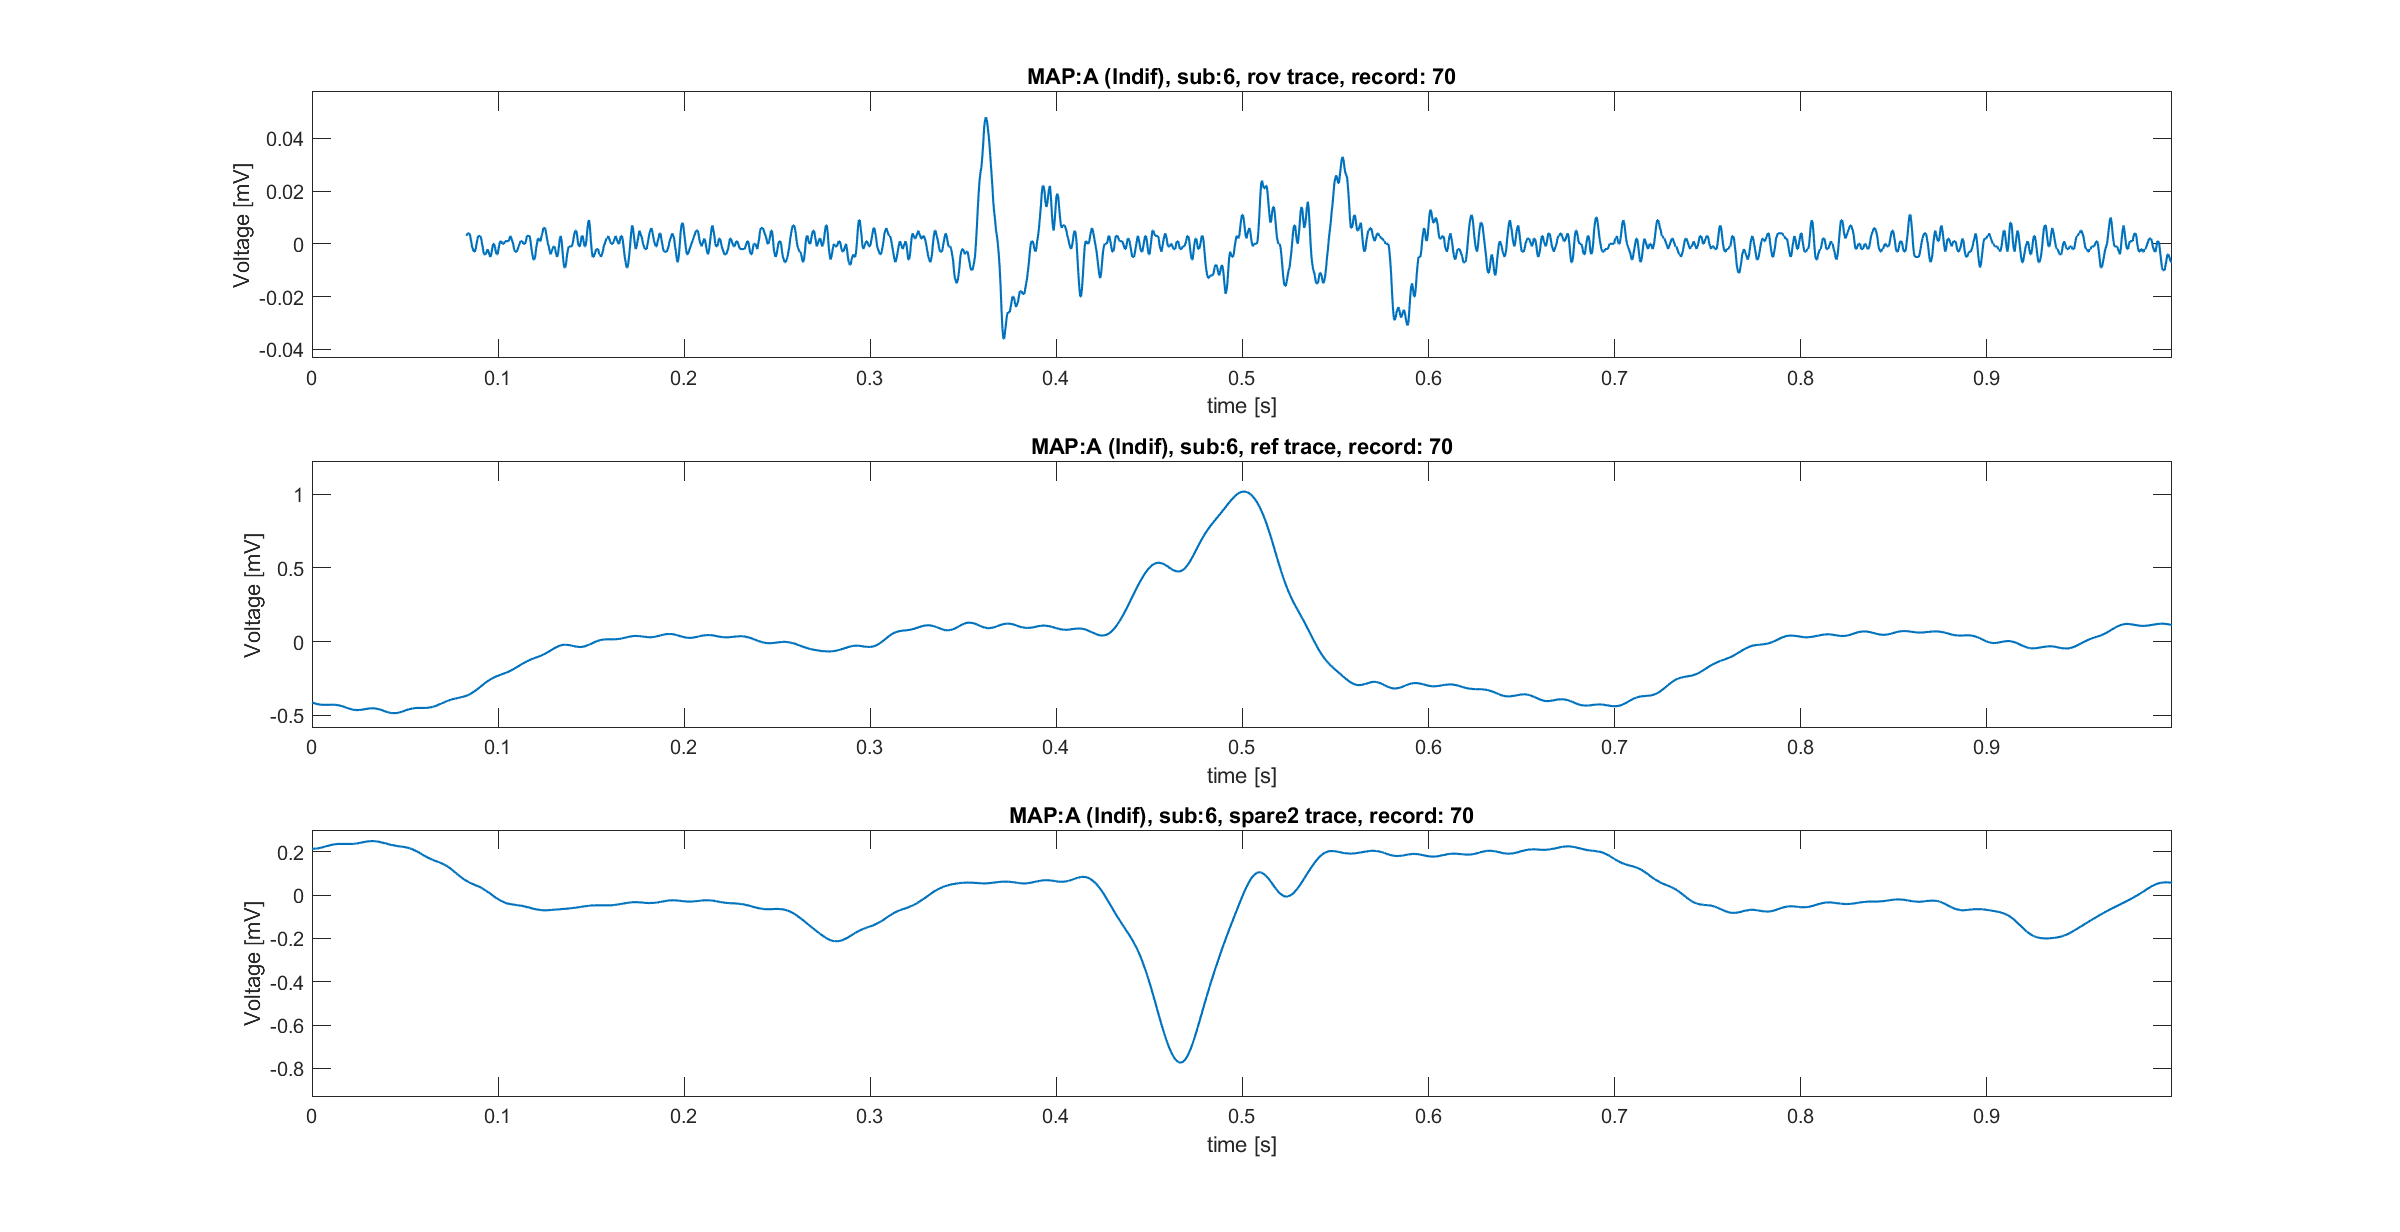 MAP:A (Indif), sub:6, rov trace, record: 70
Voltage [mV]
0.04
0.02
0
-0.02
-0.04
0 0.1 0.2 0.3 0.4 0.5 0.6 0.7 0.8 0.9
time [s]
MAP:A (Indif), sub:6, ref trace, record: 70
Voltage [mV]
1
0.5
0
-0.5
0 0.1 0.2 0.3 0.4 0.5 0.6 0.7 0.8 0.9
time [s]
MAP:A (Indif), sub:6, spare2 trace, record: 70
Voltage [mV]
0.2
0
-0.2
-0.4
-0.6
-0.8
0 0.1 0.2 0.3 0.4 0.5 0.6 0.7 0.8 0.9
time [s]